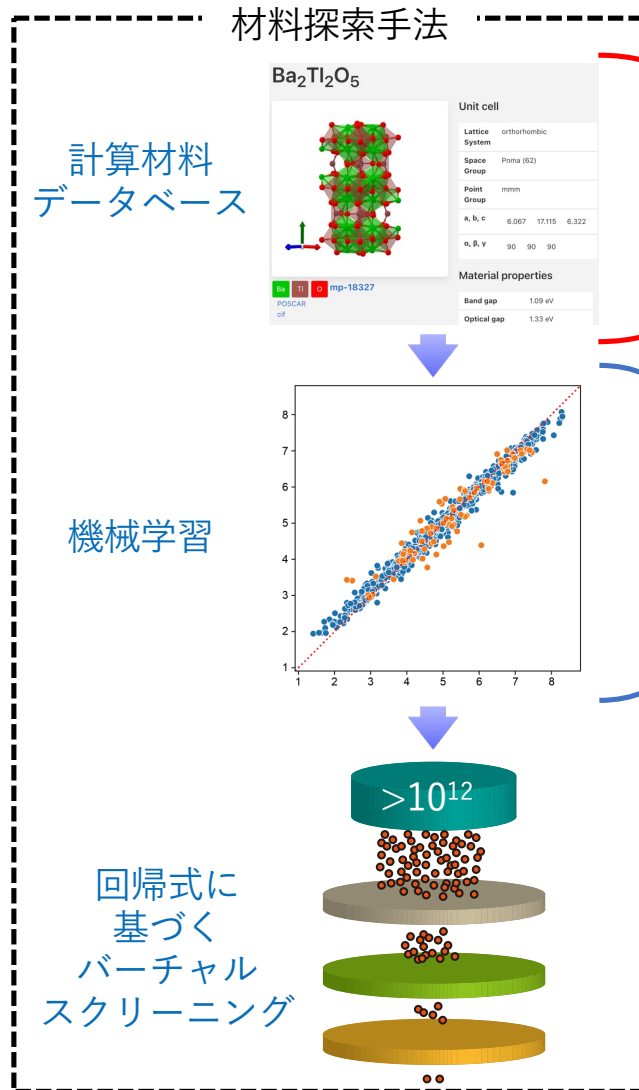 材料探索手法
計算材料
データベース
Ba₂Tl₂O₅
Unit cell
Lattice System orthorhombic
Space Group Pnma (62)
Point Group mmm
a, b, c 6.067 17.115 6.322
α, β, γ 90 90 90
Material properties
Band gap 1.09 eV
Optical gap 1.33 eV
Ba Tl O mp-18327
POSCAR
cif
機械学習
8
7
6
5
4
3
2
1
1 2 3 4 5 6 7 8
>10¹²
回帰式に
基づく
バーチャル
スクリーニング